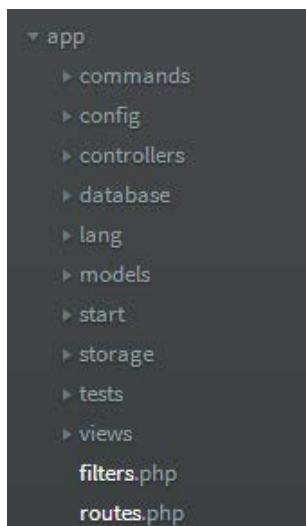 app
commands
config
controllers
database
lang
models
start
storage
tests
views
filters.php
routes.php